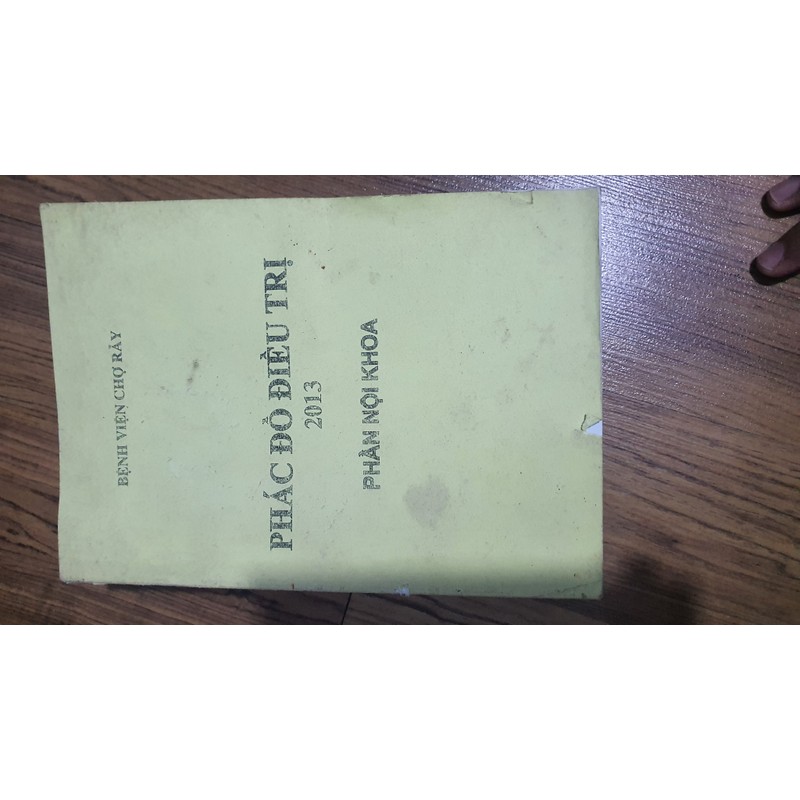 BỆNH VIỆN CHỢ RẪY
PHÁC ĐỒ ĐIỀU TRỊ
2013
PHẦN NỘI KHOA